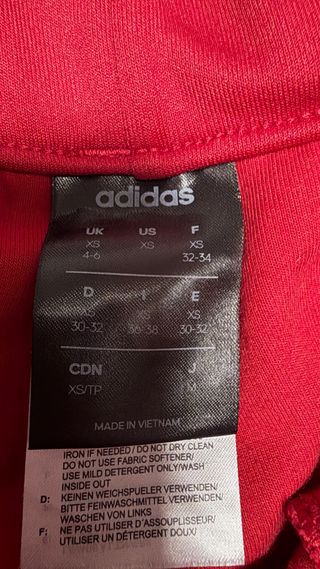 adidas
UK US F
XS XS XS
4-6 32-34
D I E
XS XS XS
30-32 36-38 30-32
CDN J
XS/TP M
MADE IN VIETNAM
IRON IF NEEDED / DO NOT DRY CLEAN
DO NOT USE FABRIC SOFTENER/
USE MILD DETERGENT ONLY/WASH
INSIDE OUT
D: KEINEN WEICHSPUELER VERWENDEN/
BITTE FEINWASCHMITTEL VERWENDEN/
WASCHEN VON LINKS
F: NE PAS UTILISER D'ASSOUPLISEUR/
UTILISER UN DÉTERGENT DOUX/